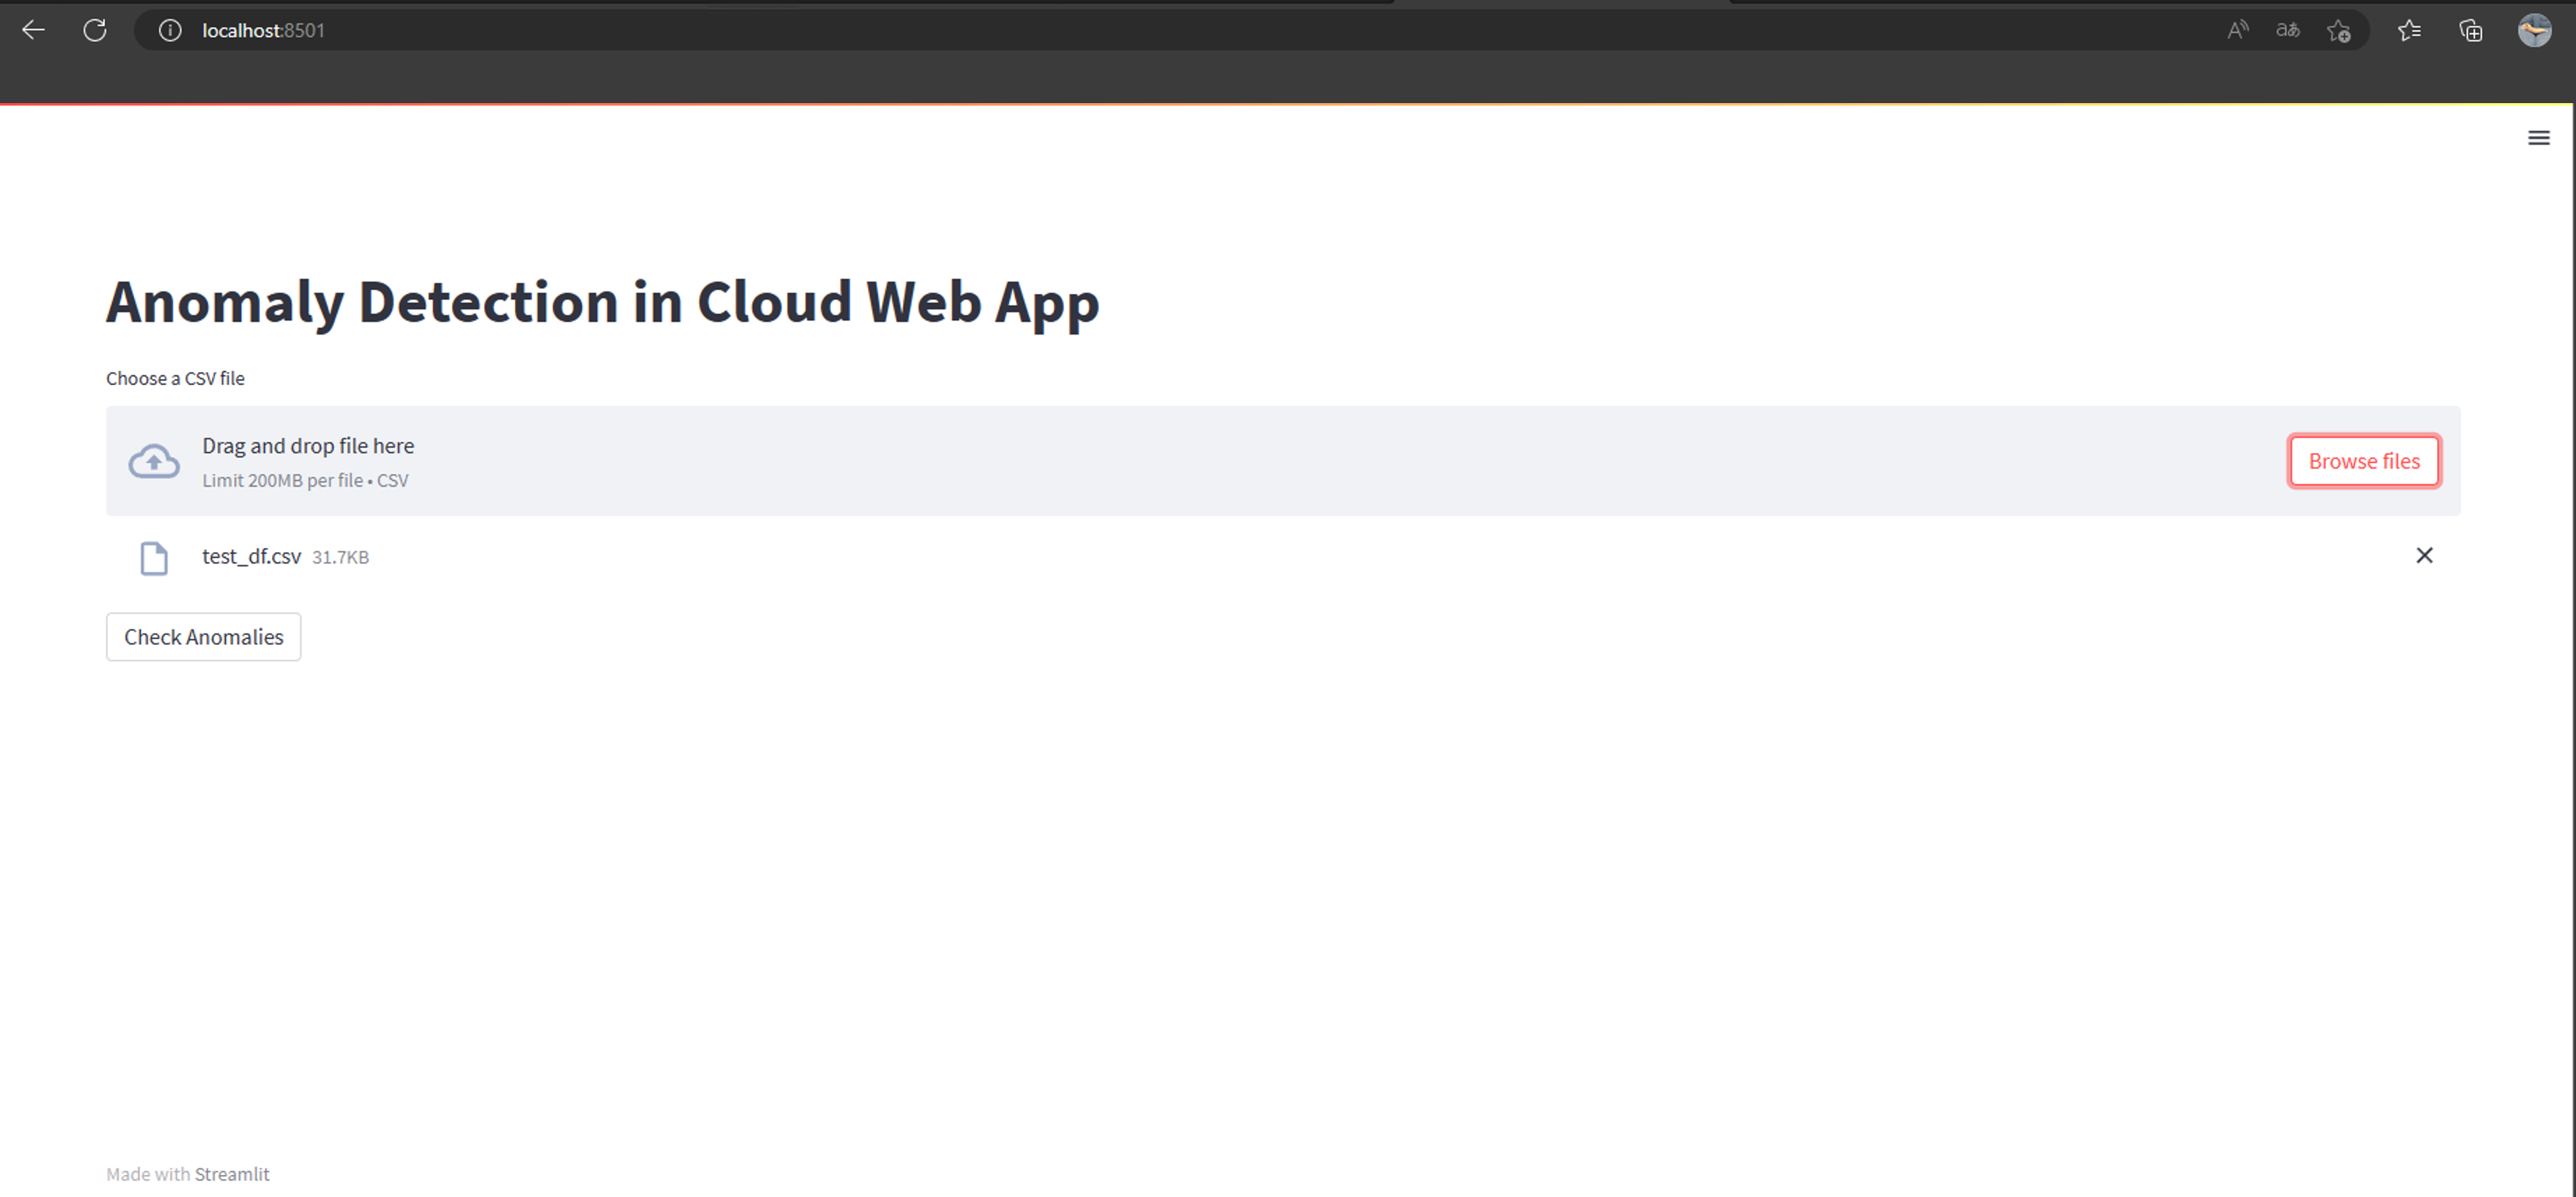 localhost:8501
Anomaly Detection in Cloud Web App
Choose a CSV file
Drag and drop file here
Limit 200MB per file • CSV
Browse files
test_df.csv 31.7KB
Check Anomalies
Made with Streamlit